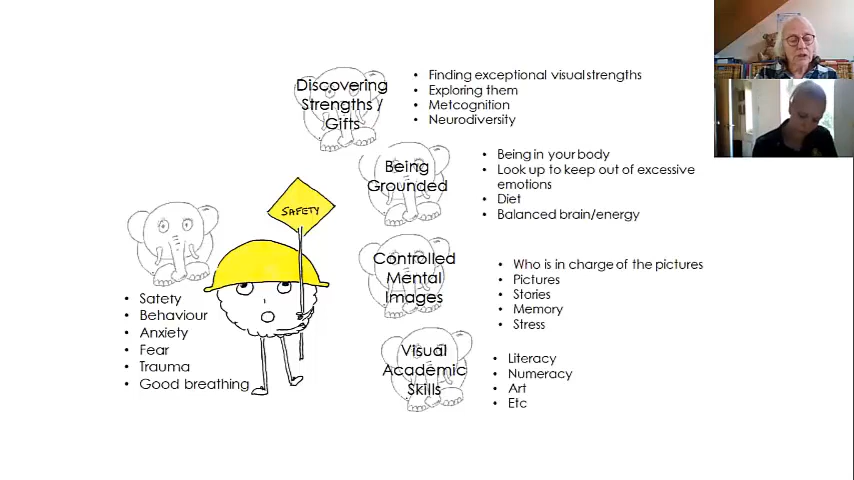 Discovering
Strengths /
Gifts
• Finding exceptional visual strengths
• Exploring them
• Metcognition
• Neurodiversity
Being
Grounded
• Being in your body
• Look up to keep out of excessive
emotions
• Diet
• Balanced brain/energy
SAFETY
• Safety
• Behaviour
• Anxiety
• Fear
• Trauma
• Good breathing
Controlled
Mental
Images
• Who is in charge of the pictures
• Pictures
• Stories
• Memory
• Stress
Visual
Academic
Skills
• Literacy
• Numeracy
• Art
• Etc